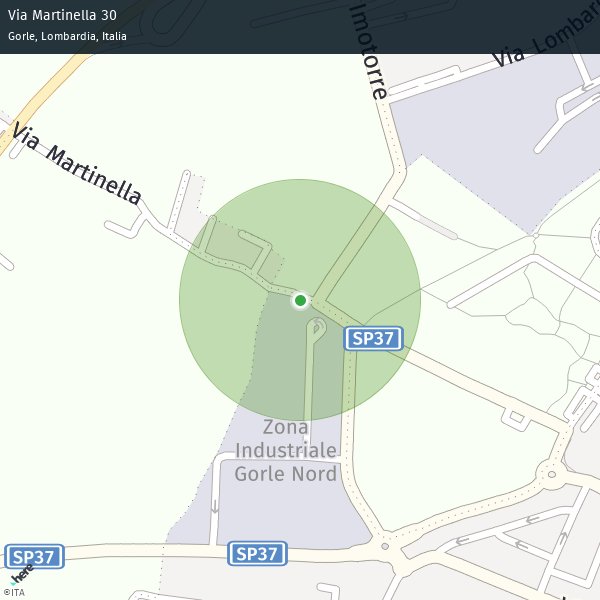 Via Martinella 30
Gorle, Lombardia, Italia
Imotorre
Via Lombar
Via Martinella
SP37
Zona
Industriale
Gorle Nord
SP37
SP37
here
©ITA